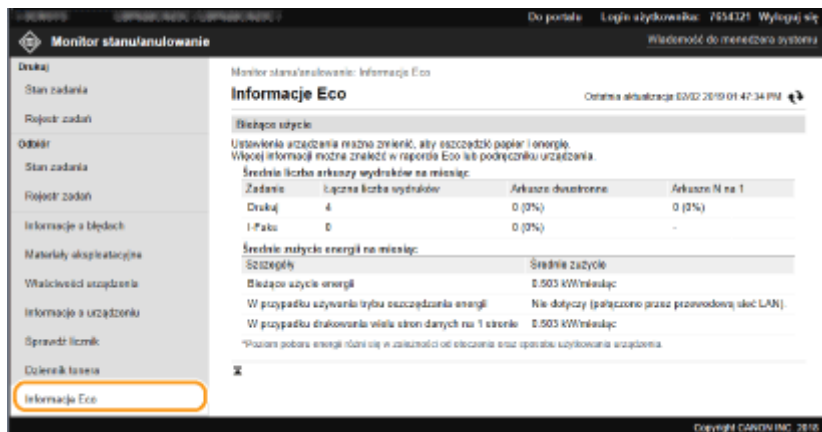 Do portalu Login użytkownika: 7654321 Wyloguj się
Monitor stanu/anulowanie
Wiadomość do menedżera systemu
Drukuj
Stan zadania
Rejestr zadań
Odbiór
Stan zadania
Rejestr zadań
Informacje o błędach
Materiały eksploatacyjne
Właściwości urządzenia
Informacje o urządzeniu
Sprawdź licznik
Dziennik tonera
Informacje Eco
Monitor stanu/anulowanie: Informacje Eco
Informacje Eco
Ostatnia aktualizacja: 02/02 2019 01:47:34 PM
Bieżące użycie
Ustawienia urządzenia można zmienić, aby oszczędzić papier i energię.
Więcej informacji można znaleźć w raporcie Eco lub podręczniku urządzenia.
Średnia liczba arkuszy wydruków na miesiąc
Zadanie Łączna liczba wydruków Arkusze dwustronne Arkusze N na 1
Drukuj 4 0 (0%) 0 (0%)
I-Faks 0 0 (0%) -
Średnie zużycie energii na miesiąc
Szczegóły Średnie zużycie
Bieżące użycie energii 0.503 kW/miesiąc
W przypadku używania trybu oszczędzania energii Nie dotyczy (połączono przez przewodową sieć LAN).
W przypadku drukowania wielu stron danych na 1 stronie 0.503 kW/miesiąc
*Poziom poboru energii różni się w zależności od otoczenia oraz sposobu użytkowania urządzenia.
Copyright CANON INC. 2018